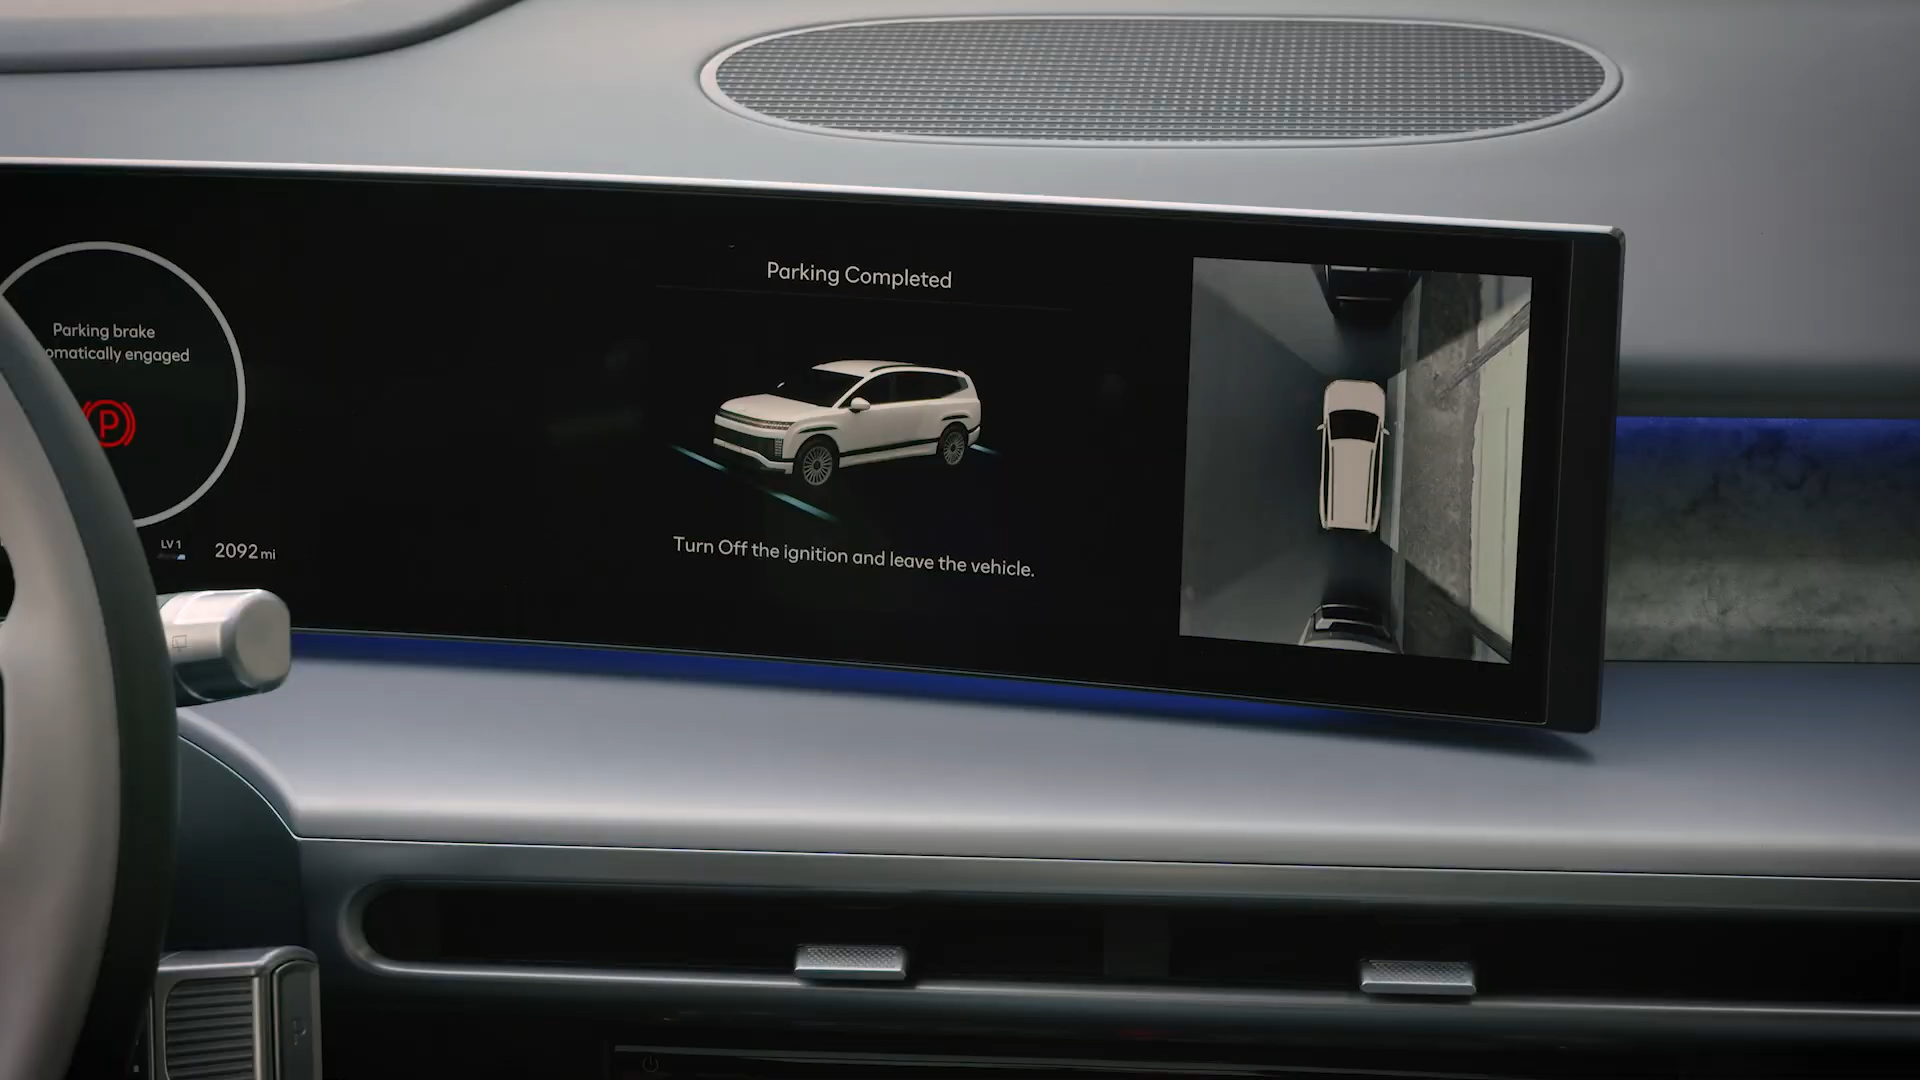 Parking Completed
Parking brake
omatically engaged
P
LV 1
2092 mi
Turn Off the ignition and leave the vehicle.
P